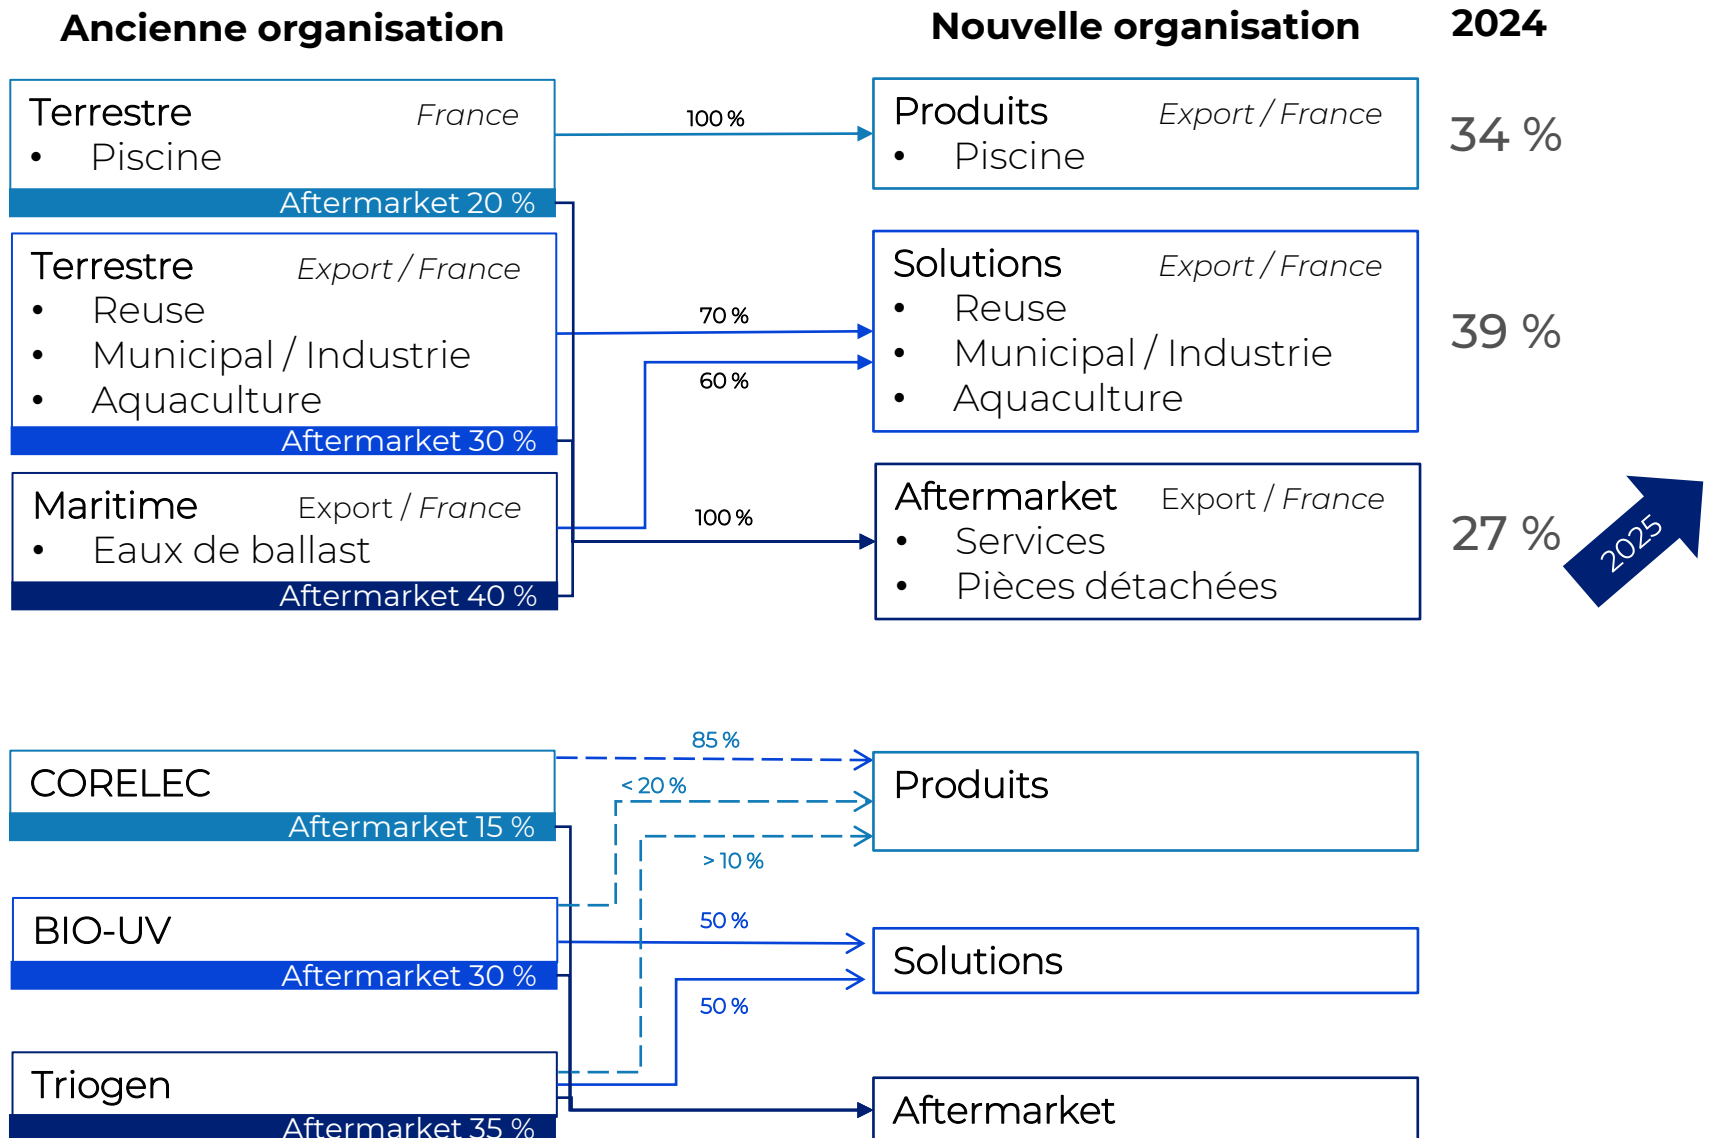 Ancienne organisation
Nouvelle organisation
2024
Terrestre France
• Piscine
Aftermarket 20 %
100 %
Produits Export / France
• Piscine
34 %
Terrestre Export / France
• Reuse
• Municipal / Industrie
• Aquaculture
Aftermarket 30 %
70 %
60 %
Solutions Export / France
• Reuse
• Municipal / Industrie
• Aquaculture
39 %
Maritime Export / France
• Eaux de ballast
Aftermarket 40 %
100 %
Aftermarket Export / France
• Services
• Pièces détachées
27 %
2025
CORELEC
Aftermarket 15 %
85 %
< 20 %
> 10 %
Produits
BIO-UV
Aftermarket 30 %
50 %
50 %
Solutions
Triogen
Aftermarket 35 %
Aftermarket